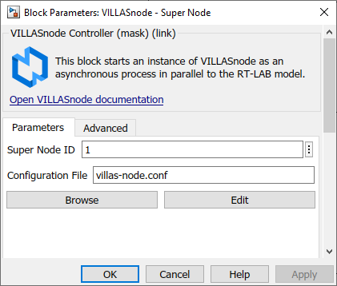 Block Parameters: VILLASnode - Super Node
VILLASnode Controller (mask) (link)
This block starts an instance of VILLASnode as an
asynchronous process in parallel to the RT-LAB model.
Open VILLASnode documentation
Parameters Advanced
Super Node ID 1
Configuration File villas-node.conf
Browse Edit
OK Cancel Help Apply